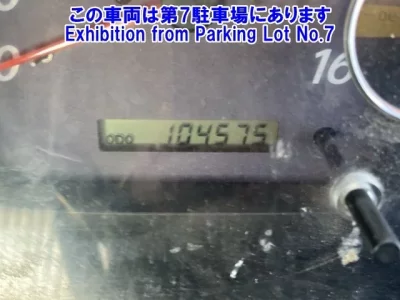 この車両は第7駐車場にあります
Exhibition from Parking Lot No.7
16
ODO 104575